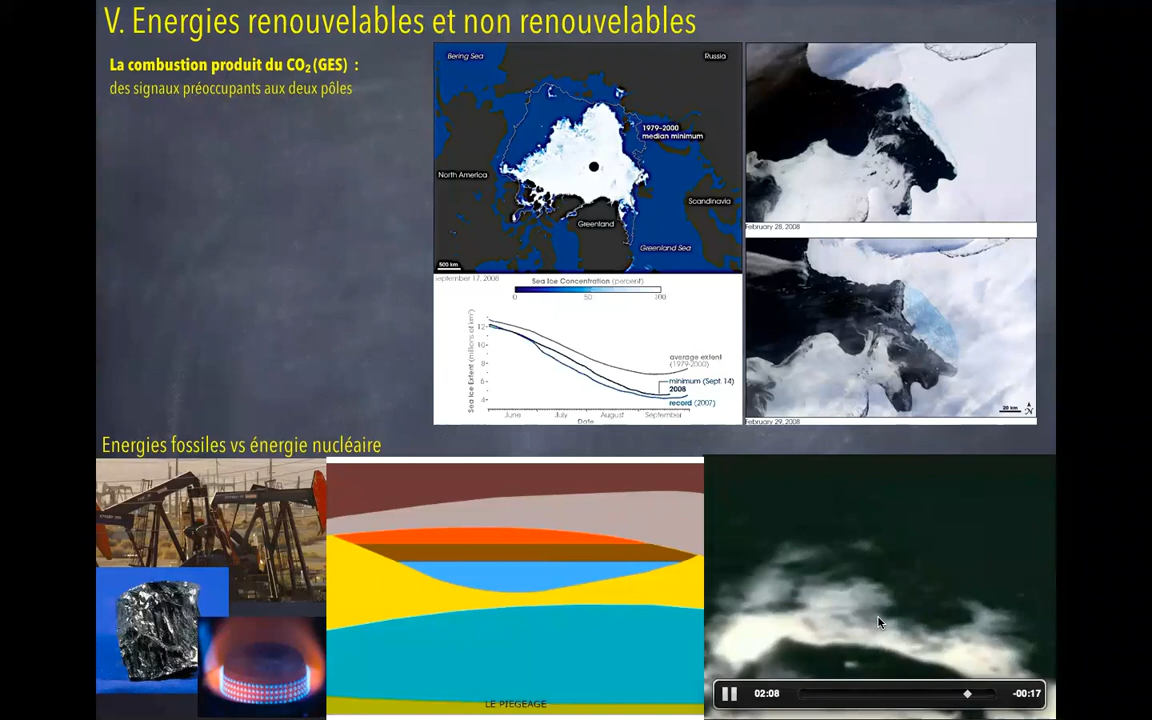 V. Energies renouvelables et non renouvelables
La combustion produit du CO₂ (GES) :
des signaux préoccupants aux deux pôles
Bering Sea
Russia
1979-2000
median minimum
North America
Scandinavia
Greenland
Greenland Sea
500 km
September 17, 2008
Sea Ice Concentration (percent)
0 50 100
Sea Ice Extent (millions of km²)
12
10
8
6
4
average extent
(1979-2000)
minimum (Sept. 14)
2008
record (2007)
June July August September
Date
February 28, 2008
20 km
N
February 29, 2008
Energies fossiles vs énergie nucléaire
LE PIEGEAGE
02:08
-00:17